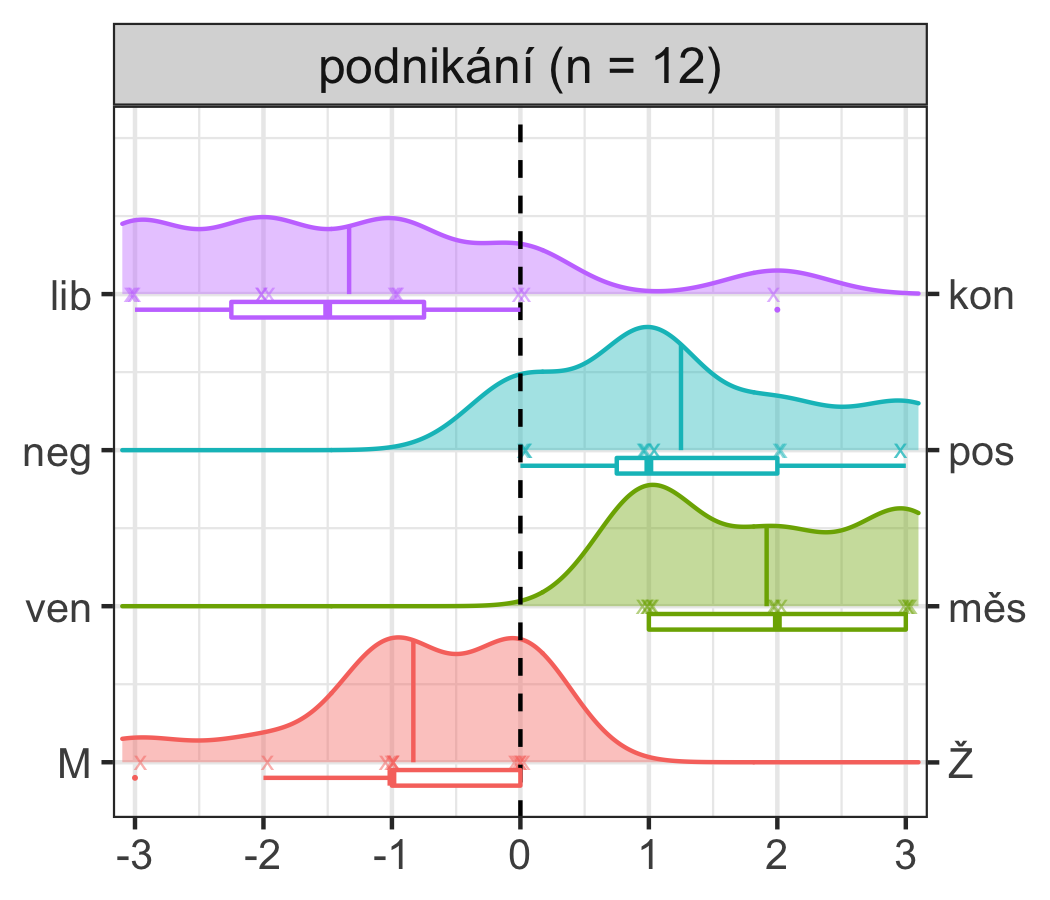 podnikání (n = 12)
lib kon
neg pos
ven měs
M Ž
-3 -2 -1 0 1 2 3